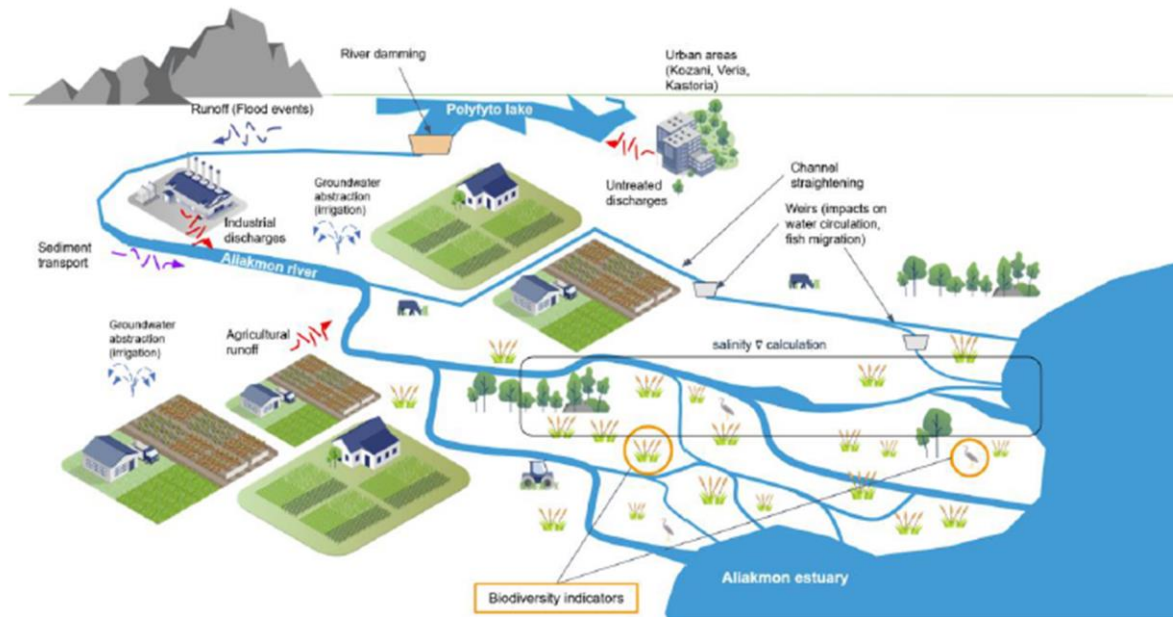 River damming
Urban areas
(Kozani, Veria,
Kastoria)
Runoff (Flood events)
Polyfyto lake
Channel
straightening
Groundwater
abstraction
(irrigation)
Untreated
discharges
Weirs (impacts on
water circulation,
fish migration)
Industrial
discharges
Sediment
transport
Aliakmon river
Groundwater
abstraction
(irrigation)
Agricultural
runoff
salinity ∇ calculation
Aliakmon estuary
Biodiversity indicators